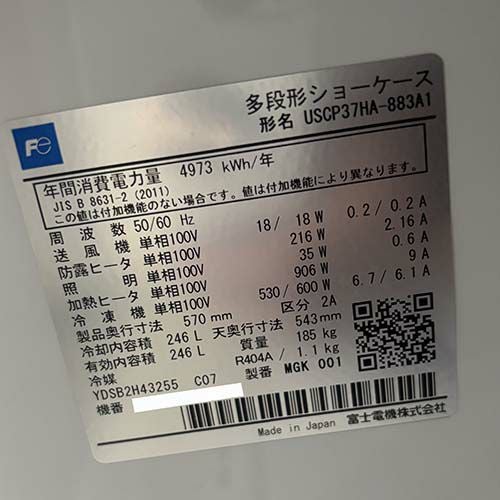 多段形ショーケース
形名 USCP37HA-883A1
Fe
年間消費電力量 4973 kWh/年
JIS B 8631-2 (2011)
この値は付加機能のない場合です。値は付加機能により変わります。
周波数 50/60 Hz
送風機 単相100V 18/ 18 W 0.2/ 0.2 A
防露ヒータ 単相100V 216 W 2.16 A
照明 単相100V 35 W 0.6 A
加熱ヒータ 単相100V 906 W 9 A
冷凍機 単相100V 530/ 600 W 6.7/ 6.1 A
製品奥行寸法 570 mm 区分 2A
冷却内容積 246 L 天奥行寸法 543 mm
有効内容積 246 L 質量 185 kg
冷媒 R404A / 1.1 kg
YDSB2H43255 C07 製番 MGK 001
機番
Made in Japan 富士電機株式会社